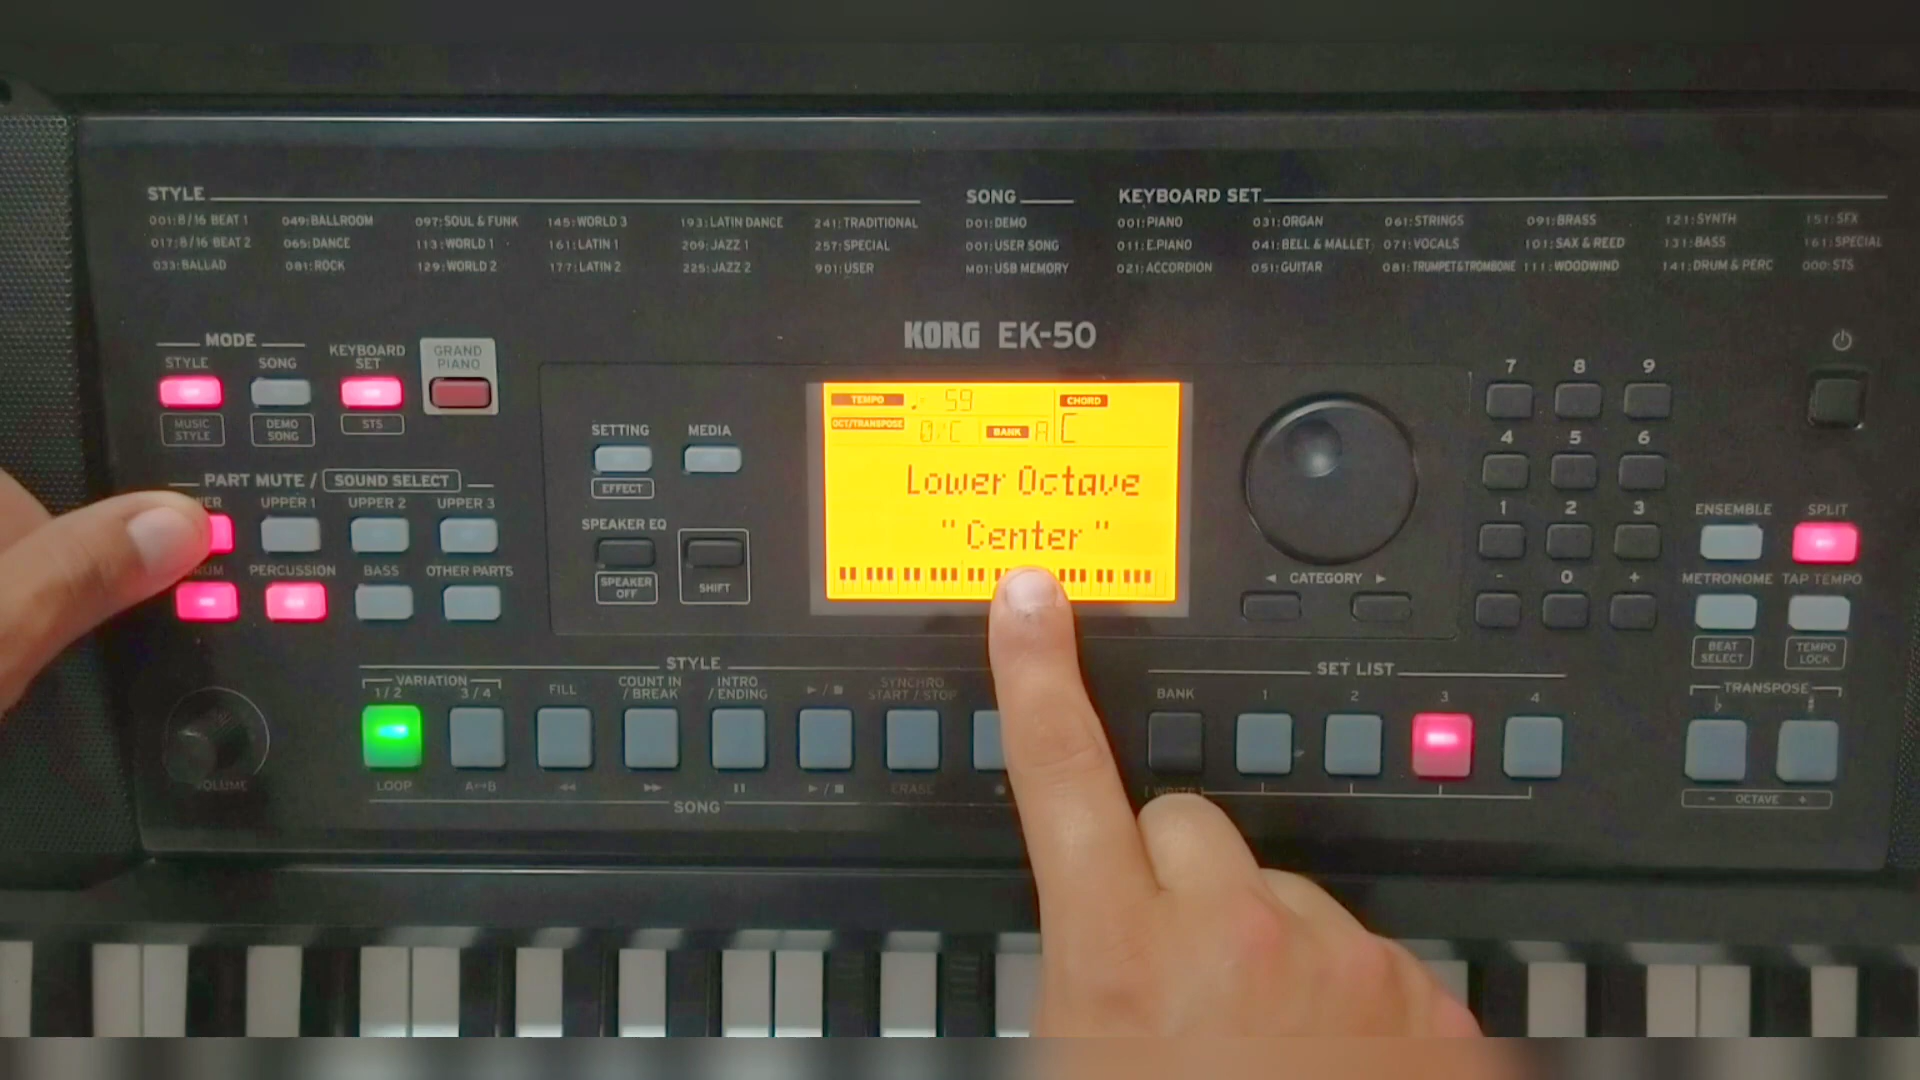 STYLE
001:8/16 BEAT 1 049:BALLROOM 097:SOUL & FUNK 145:WORLD 3 193:LATIN DANCE 241:TRADITIONAL
017:8/16 BEAT 2 065:DANCE 113:WORLD 1 161:LATIN 1 209:JAZZ 1 257:SPECIAL
033:BALLAD 081:ROCK 129:WORLD 2 177:LATIN 2 225:JAZZ 2 901:USER
SONG
D01:DEMO
001:USER SONG
M01:USB MEMORY
KEYBOARD SET
001:PIANO 031:ORGAN 061:STRINGS 091:BRASS 121:SYNTH 151:SFX
011:E.PIANO 041:BELL & MALLET 071:VOCALS 101:SAX & REED 131:BASS 161:SPECIAL
021:ACCORDION 051:GUITAR 081:TRUMPET&TROMBONE 111:WOODWIND 141:DRUM & PERC 000:STS
KORG EK-50
MODE
STYLE SONG KEYBOARD SET GRAND PIANO
MUSIC STYLE DEMO SONG STS
PART MUTE / SOUND SELECT
UPPER 1 UPPER 2 UPPER 3
PERCUSSION BASS OTHER PARTS
VOLUME
SETTING MEDIA
EFFECT
SPEAKER EQ
SPEAKER OFF SHIFT
TEMPO 59 CHORD
OCT/TRANSPOSE 0/C BANK A C
Lower Octave
"Center"
CATEGORY
7 8 9
4 5 6
1 2 3
- 0 +
ENSEMBLE SPLIT
METRONOME TAP TEMPO
BEAT SELECT TEMPO LOCK
TRANSPOSE
♭ ♯
- OCTAVE +
STYLE
VARIATION
1/2 3/4 FILL COUNT IN / BREAK INTRO / ENDING ▶/■ SYNCHRO START / STOP
LOOP A↔B ◀◀ ▶▶ ❚❚ ▶/■ ERASE
SONG
SET LIST
BANK 1 2 3 4
[WRITE]